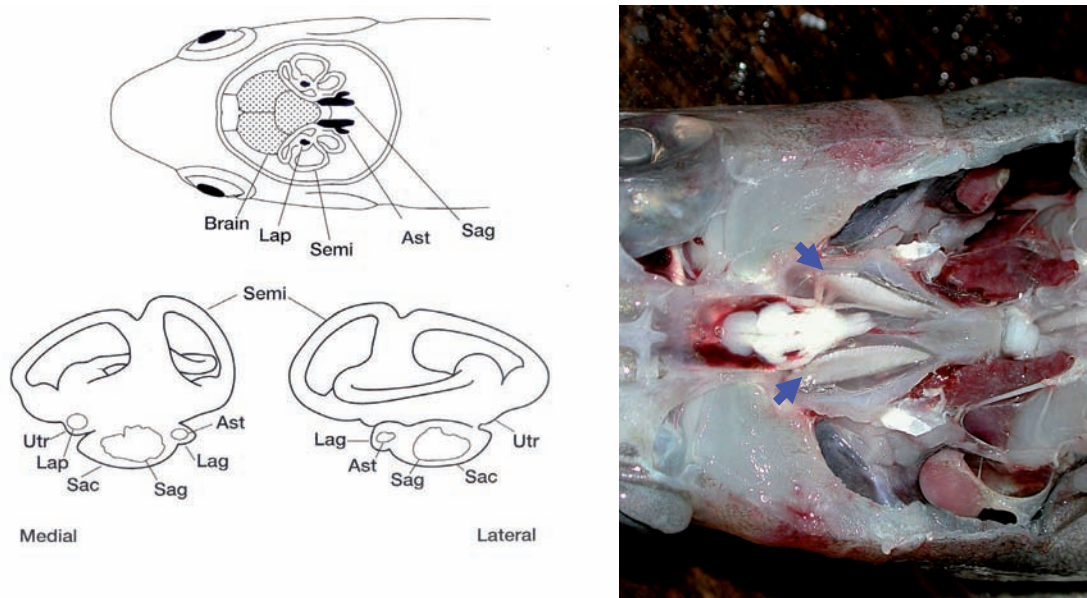 Brain
Lap
Semi
Ast
Sag
Semi
Utr
Lap
Sac
Sag
Lag
Ast
Lag
Ast
Sag
Sac
Utr
Medial
Lateral